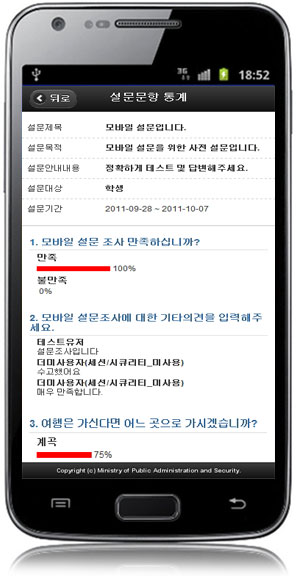 3G 18:52
뒤로 설문문항 통계
설문제목 모바일 설문입니다.
설문목적 모바일 설문을 위한 사전 설문입니다.
설문안내내용 정확하게 테스트 및 답변해주세요.
설문대상 학생
설문기간 2011-09-28 ~ 2011-10-07
1. 모바일 설문 조사 만족하십니까?
만족
100%
불만족
0%
2. 모바일 설문조사에 대한 기타의견을 입력해주
세요.
테스트유저
설문조사입니다
더미사용자(세션/시큐리티_미사용)
수고했어요
더미사용자(세션/시큐리티_미사용)
매우 만족합니다.
3. 여행은 가신다면 어느 곳으로 가시겠습니까?
계곡
75%
Copyright (c) Ministry of Public Administration and Security.